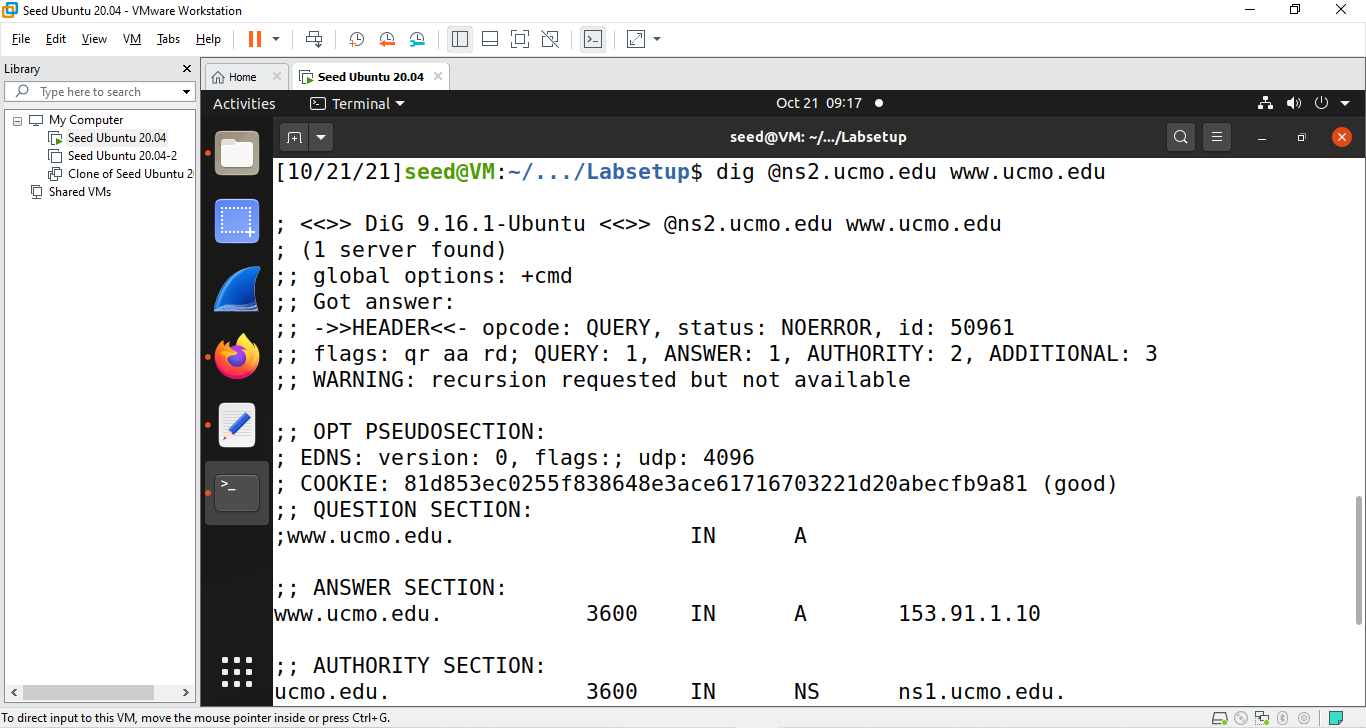 Seed Ubuntu 20.04 - VMware Workstation
File Edit View VM Tabs Help
Library
Type here to search
My Computer
Seed Ubuntu 20.04
Seed Ubuntu 20.04-2
Clone of Seed Ubuntu 2
Shared VMs
Home
Seed Ubuntu 20.04
Activities Terminal Oct 21 09:17
seed@VM: ~/.../Labsetup
[10/21/21]seed@VM:~/.../Labsetup$ dig @ns2.ucmo.edu www.ucmo.edu
; <<>> DiG 9.16.1-Ubuntu <<>> @ns2.ucmo.edu www.ucmo.edu
; (1 server found)
;; global options: +cmd
;; Got answer:
;; ->>HEADER<<- opcode: QUERY, status: NOERROR, id: 50961
;; flags: qr aa rd; QUERY: 1, ANSWER: 1, AUTHORITY: 2, ADDITIONAL: 3
;; WARNING: recursion requested but not available
;; OPT PSEUDOSECTION:
; EDNS: version: 0, flags:; udp: 4096
; COOKIE: 81d853ec0255f838648e3ace61716703221d20abecfb9a81 (good)
;; QUESTION SECTION:
;www.ucmo.edu. IN A
;; ANSWER SECTION:
www.ucmo.edu. 3600 IN A 153.91.1.10
;; AUTHORITY SECTION:
ucmo.edu. 3600 IN NS ns1.ucmo.edu.
To direct input to this VM, move the mouse pointer inside or press Ctrl+G.